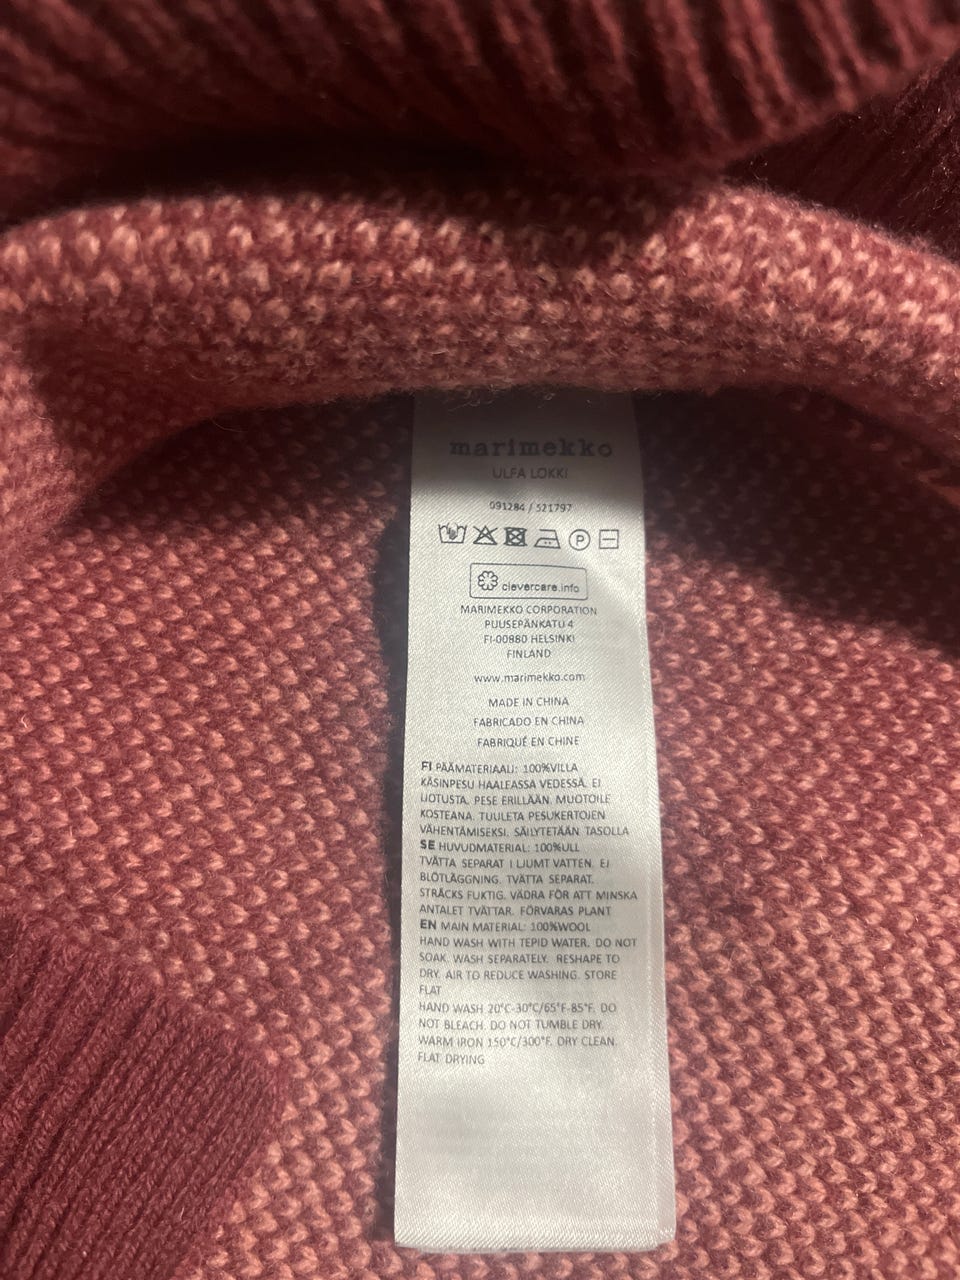 marimekko
ULFA LOKKI
091284 / 521797
P
clevercare.info
MARIMEKKO CORPORATION
PUUSEPÄNKATU 4
FI-00880 HELSINKI
FINLAND
www.marimekko.com
MADE IN CHINA
FABRICADO EN CHINA
FABRIQUÉ EN CHINE
FI PÄÄMATERIAALI: 100%VILLA
KÄSINPESU HAALEASSA VEDESSÄ. EI
LIOTUSTA. PESE ERILLÄÄN. MUOTOILE
KOSTEANA. TUULETA PESUKERTOJEN
VÄHENTÄMISEKSI. SÄILYTETÄÄN TASOLLA
SE HUVUDMATERIAL: 100%ULL
TVÄTTA SEPARAT I LJUMT VATTEN. EJ
BLÖTLÄGGNING. TVÄTTA SEPARAT.
STRÄCKS FUKTIG. VÄDRA FÖR ATT MINSKA
ANTALET TVÄTTAR. FÖRVARAS PLANT
EN MAIN MATERIAL: 100%WOOL
HAND WASH WITH TEPID WATER. DO NOT
SOAK. WASH SEPARATELY. RESHAPE TO
DRY. AIR TO REDUCE WASHING. STORE
FLAT
HAND WASH 20°C-30°C/65°F-85°F. DO
NOT BLEACH. DO NOT TUMBLE DRY.
WARM IRON 150°C/300°F. DRY CLEAN.
FLAT DRYING